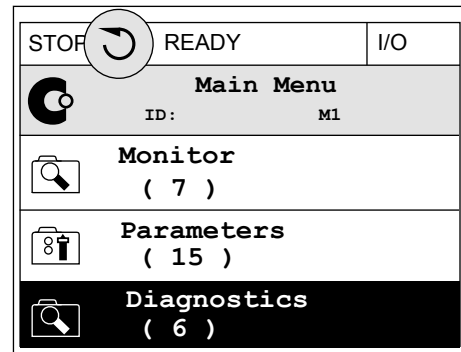 STOP READY I/O
Main Menu
ID: M1
Monitor
( 7 )
Parameters
( 15 )
Diagnostics
( 6 )